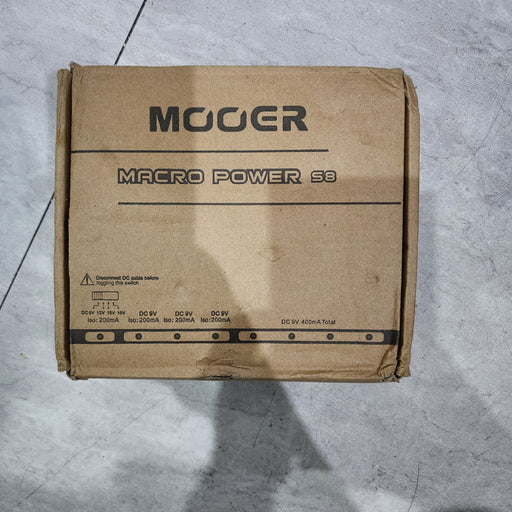 MOOER
MACRO POWER S8
Disconnect DC cable before
toggling this switch
DC 9V 12V 15V 18V DC 9V DC 9V DC 9V
Iso: 200mA Iso: 200mA Iso: 200mA Iso: 200mA
DC 9V 400mA Total